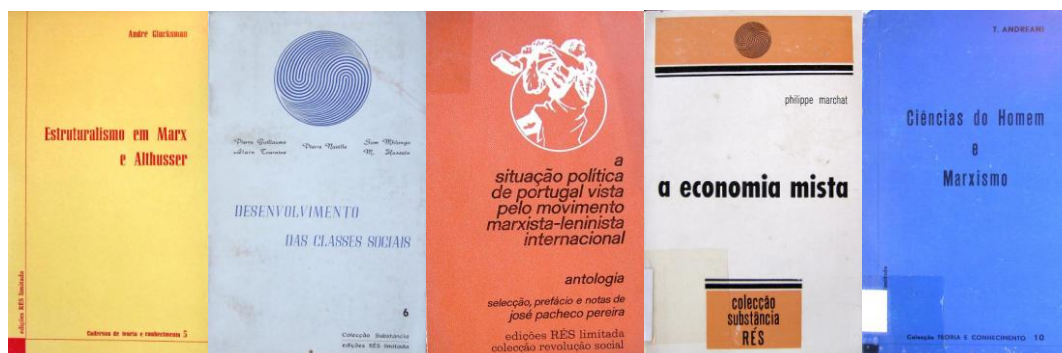 André Glucksman
Estruturalismo em Marx
e Althusser
edições RÉS limitada
Cadernos de teoria e conhecimento 5
Pierre Guillaume
Alain Touraine
Pierre Naville
Sam Mhlongo
M. Hussein
DESENVOLVIMENTO
DAS CLASSES SOCIAIS
6
Colecção Substância
edições RÉS limitada
a
situação política
de portugal vista
pelo movimento
marxista-leninista
internacional
antologia
selecção, prefácio e notas de
josé pacheco pereira
edições RÉS limitada
colecção revolução social
philippe marchat
a economia mista
colecção
substância
RÉS
T. ANDREANI
Ciências do Homem
e
Marxismo
limitada
Colecção TEORIA E CONHECIMENTO 10